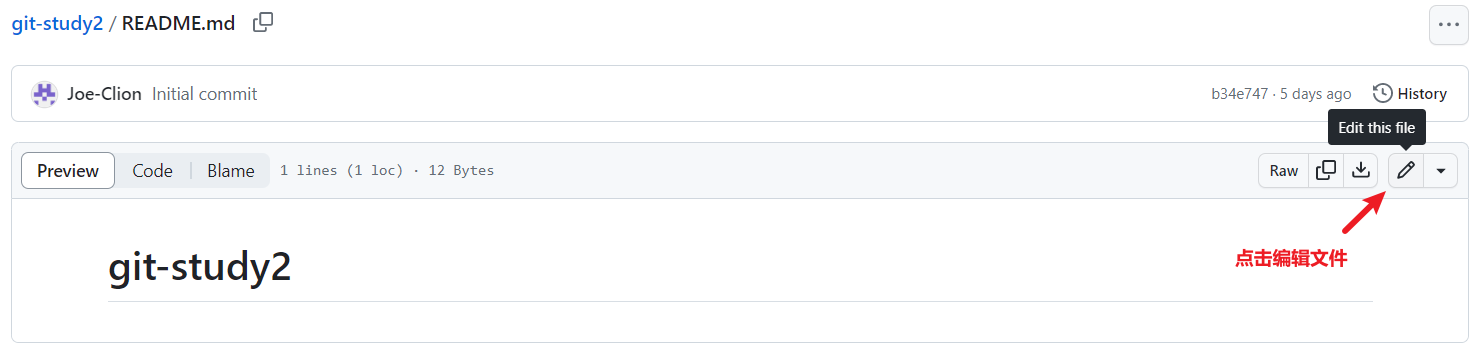 git-study2 / README.md
Joe-Clion Initial commit b34e747 · 5 days ago History
Edit this file
Preview Code Blame 1 lines (1 loc) · 12 Bytes Raw
点击编辑文件
git-study2